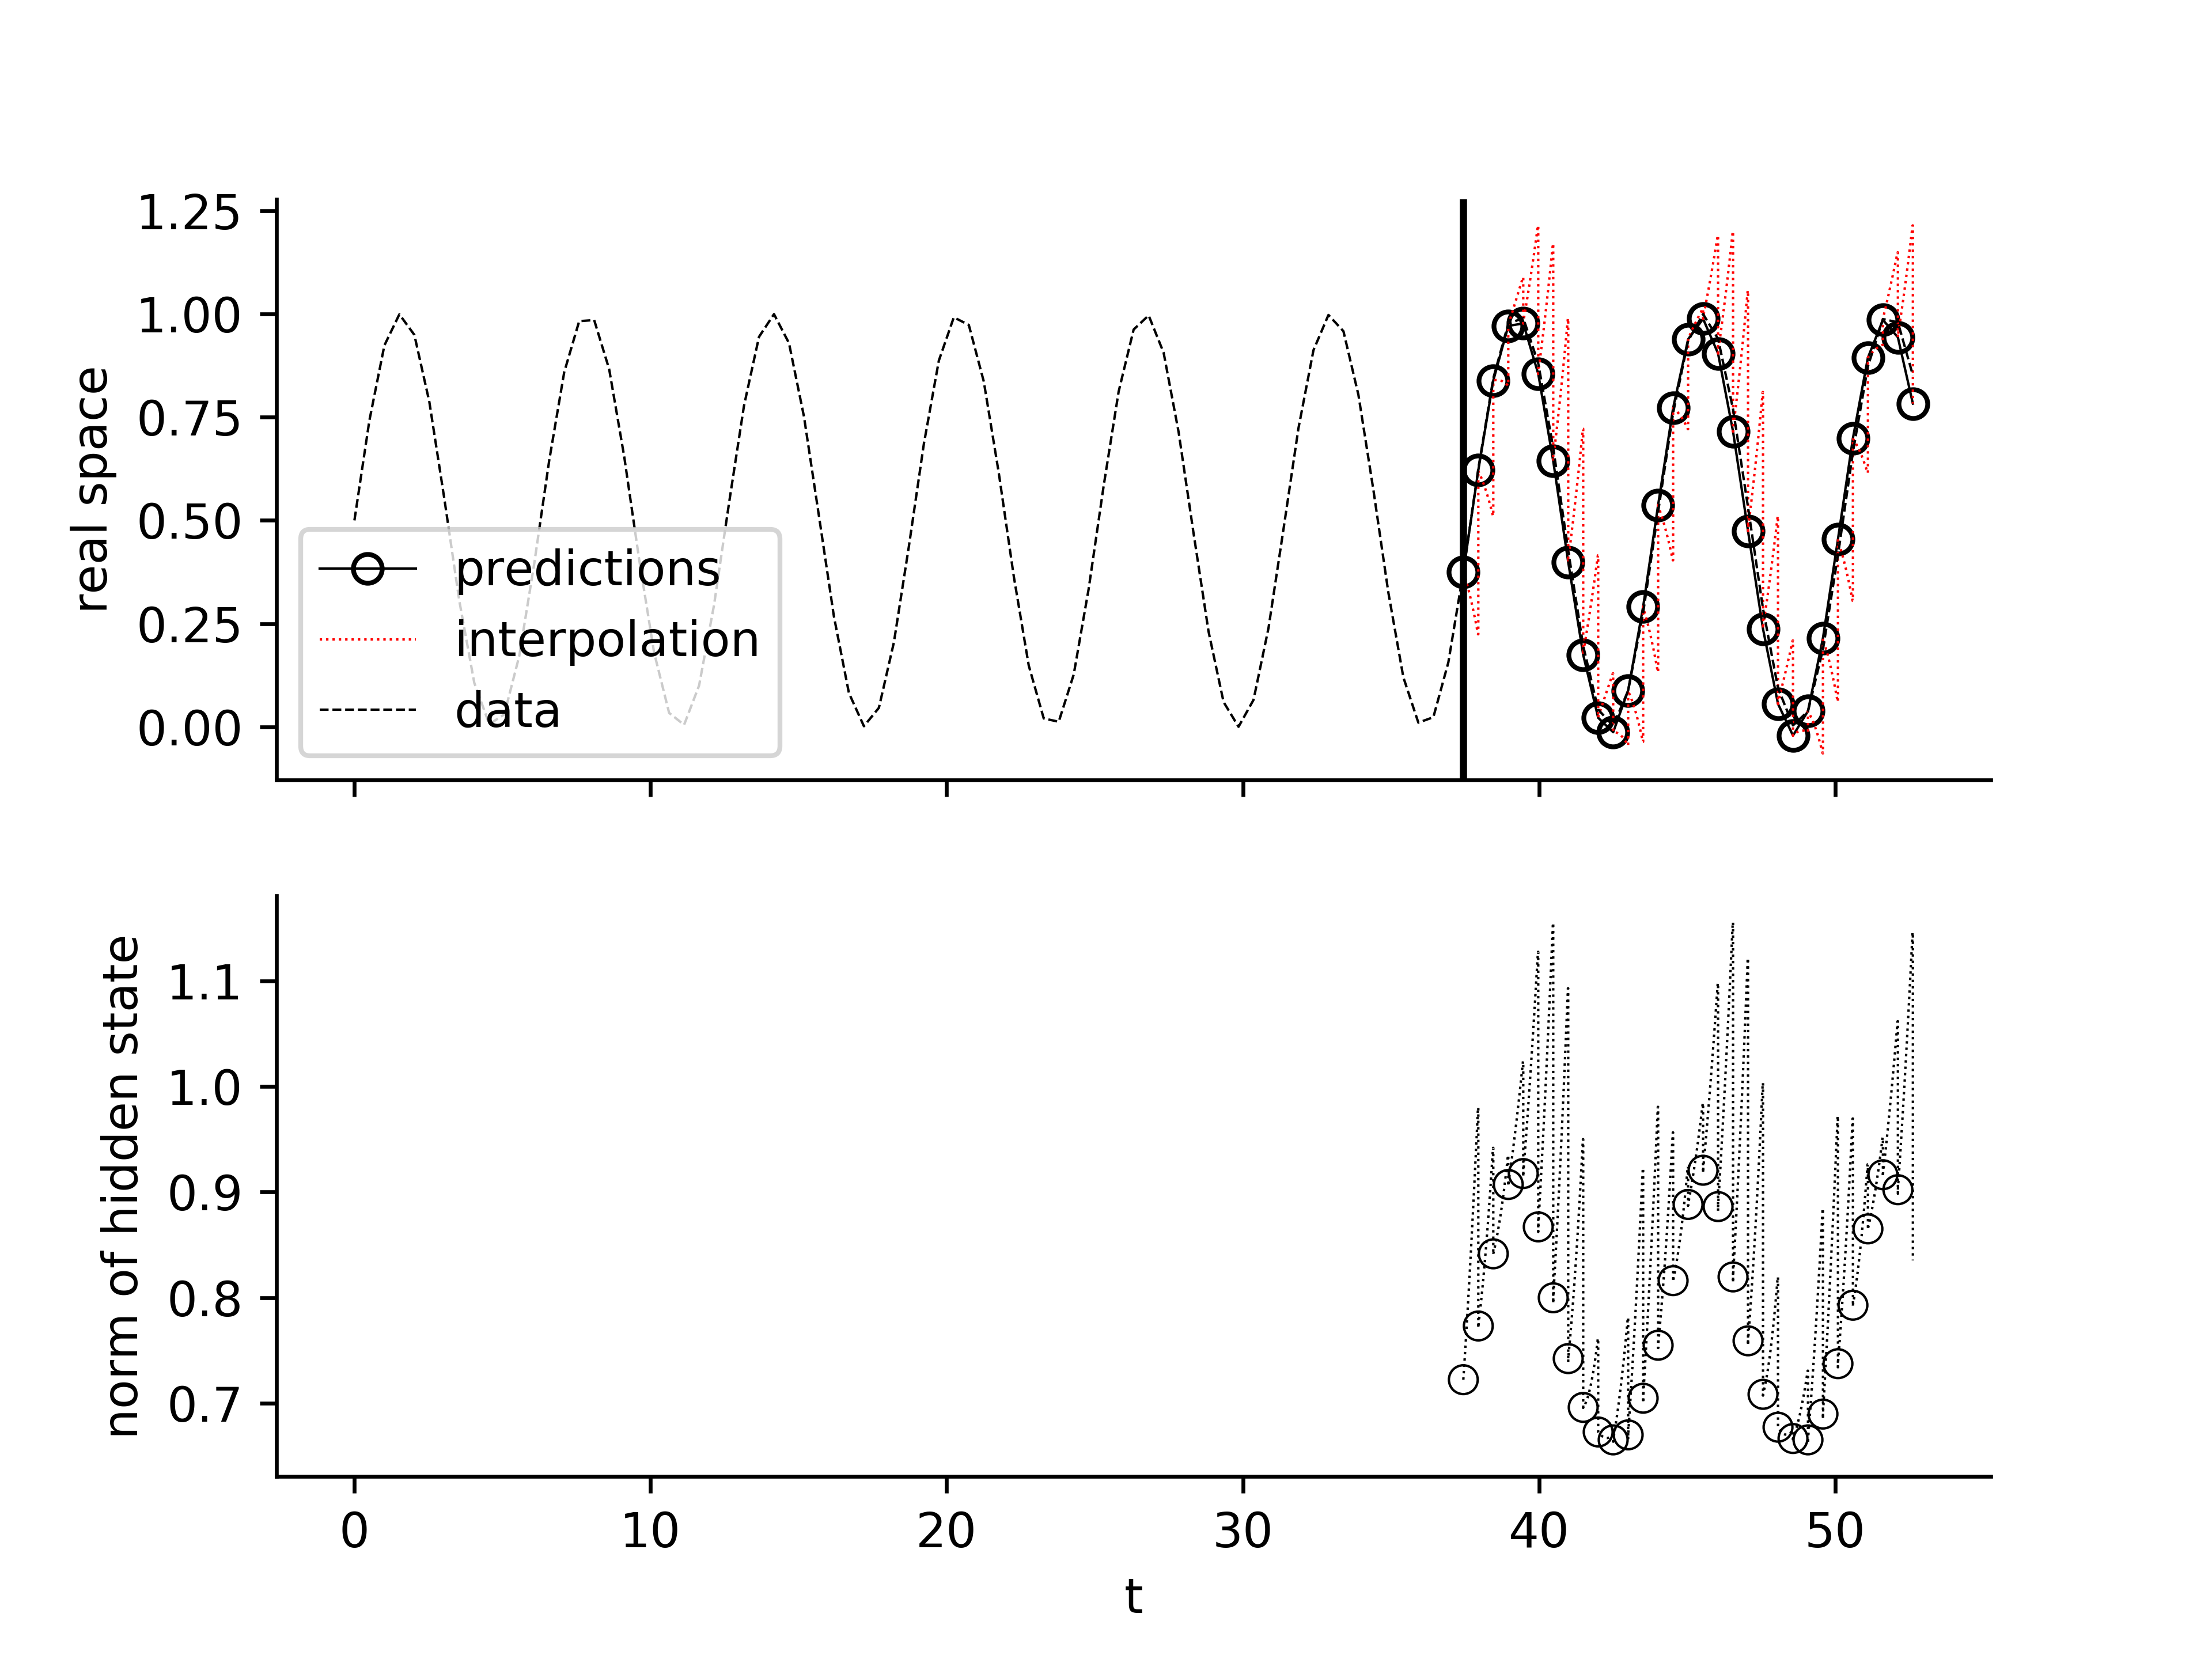 1.25
1.00
0.75
0.50
0.25
0.00
real space
predictions
interpolation
data
1.1
1.0
0.9
0.8
0.7
norm of hidden state
0 10 20 30 40 50
t